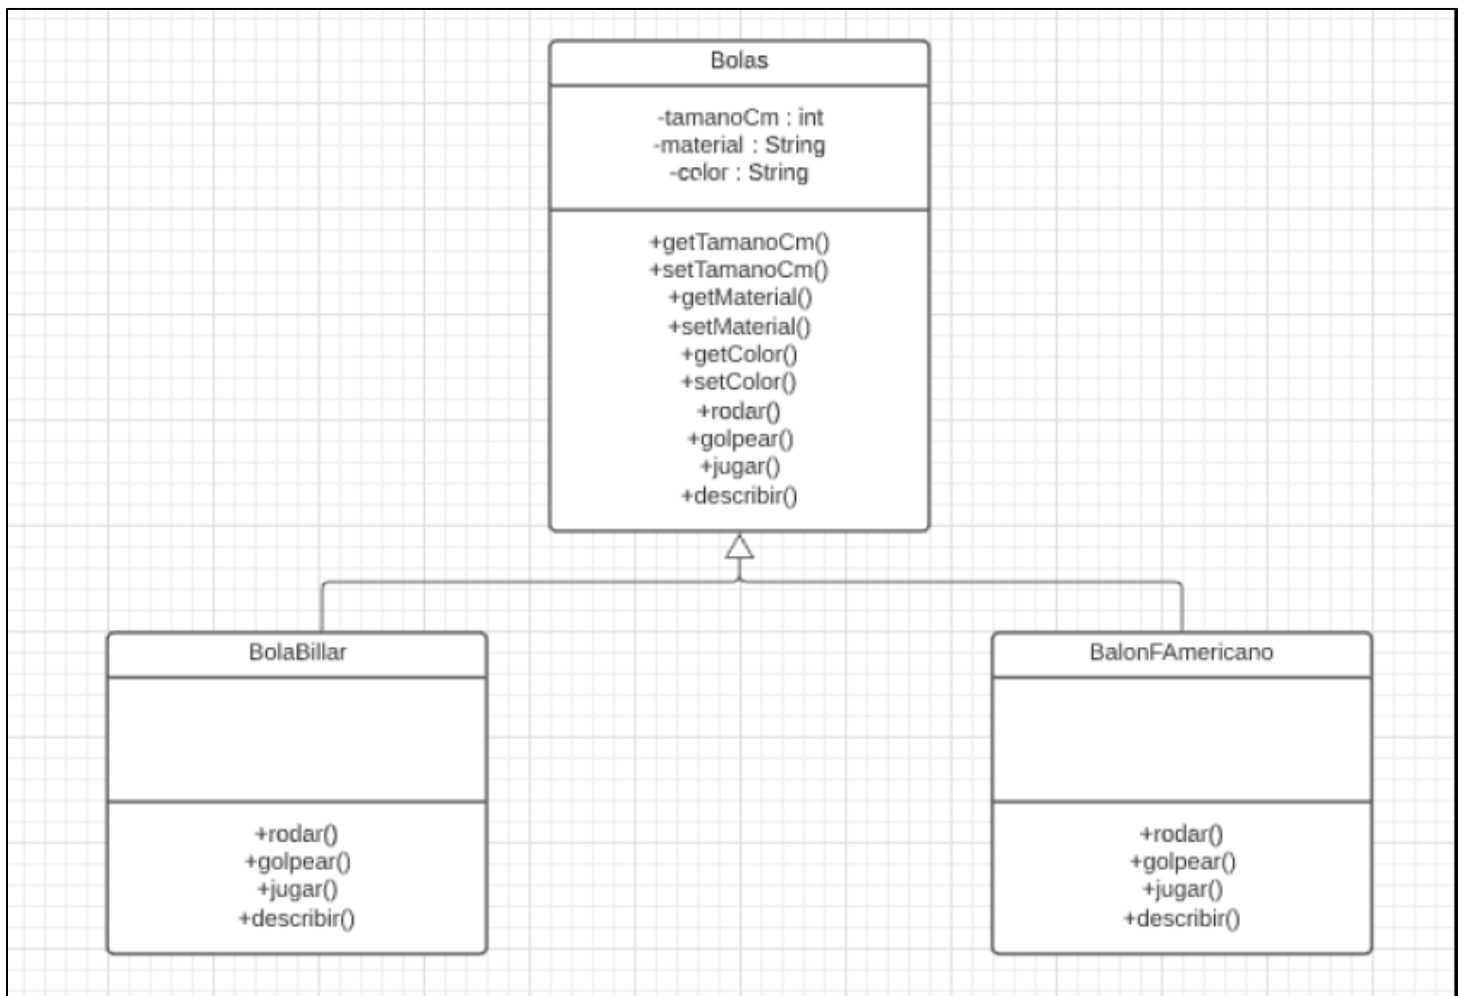 Bolas
-tamanoCm : int
-material : String
-color : String
+getTamanoCm()
+setTamanoCm()
+getMaterial()
+setMaterial()
+getColor()
+setColor()
+rodar()
+golpear()
+jugar()
+describir()
BolaBillar
+rodar()
+golpear()
+jugar()
+describir()
BalonFAmericano
+rodar()
+golpear()
+jugar()
+describir()